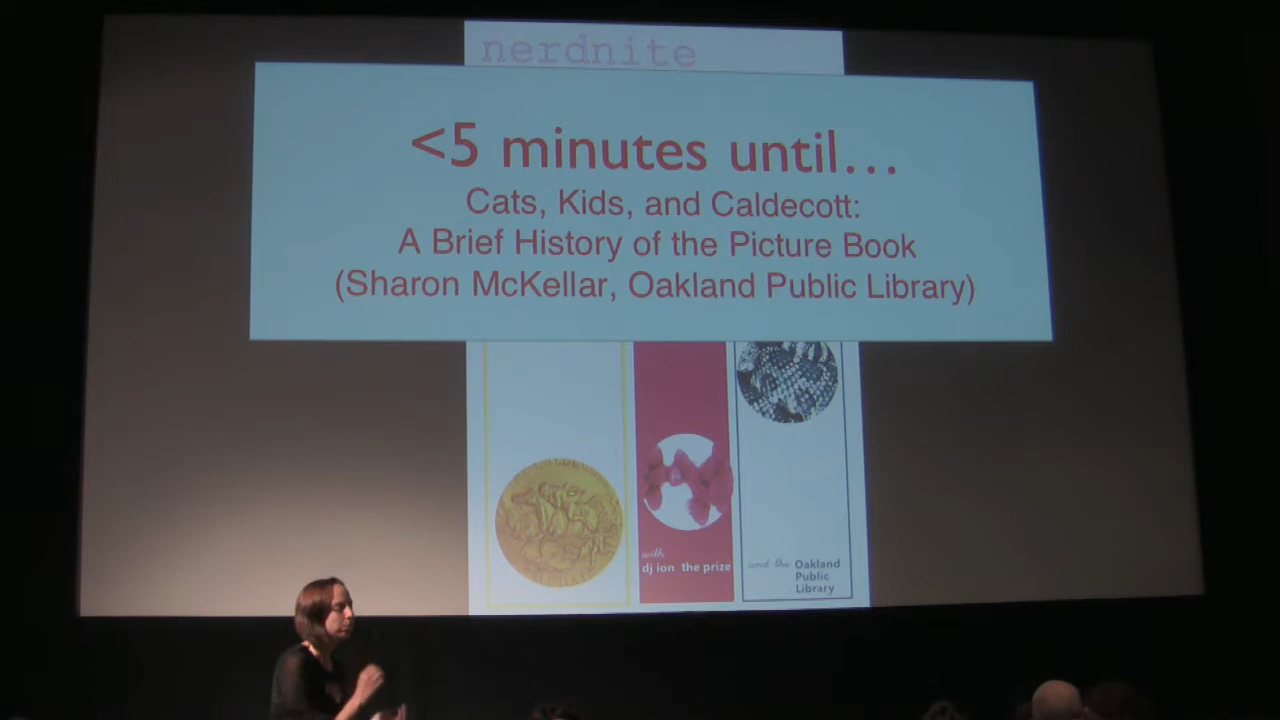 nerdnite
<5 minutes until...
Cats, Kids, and Caldecott:
A Brief History of the Picture Book
(Sharon McKellar, Oakland Public Library)
with
dj ion the prize
and the Oakland
Public
Library